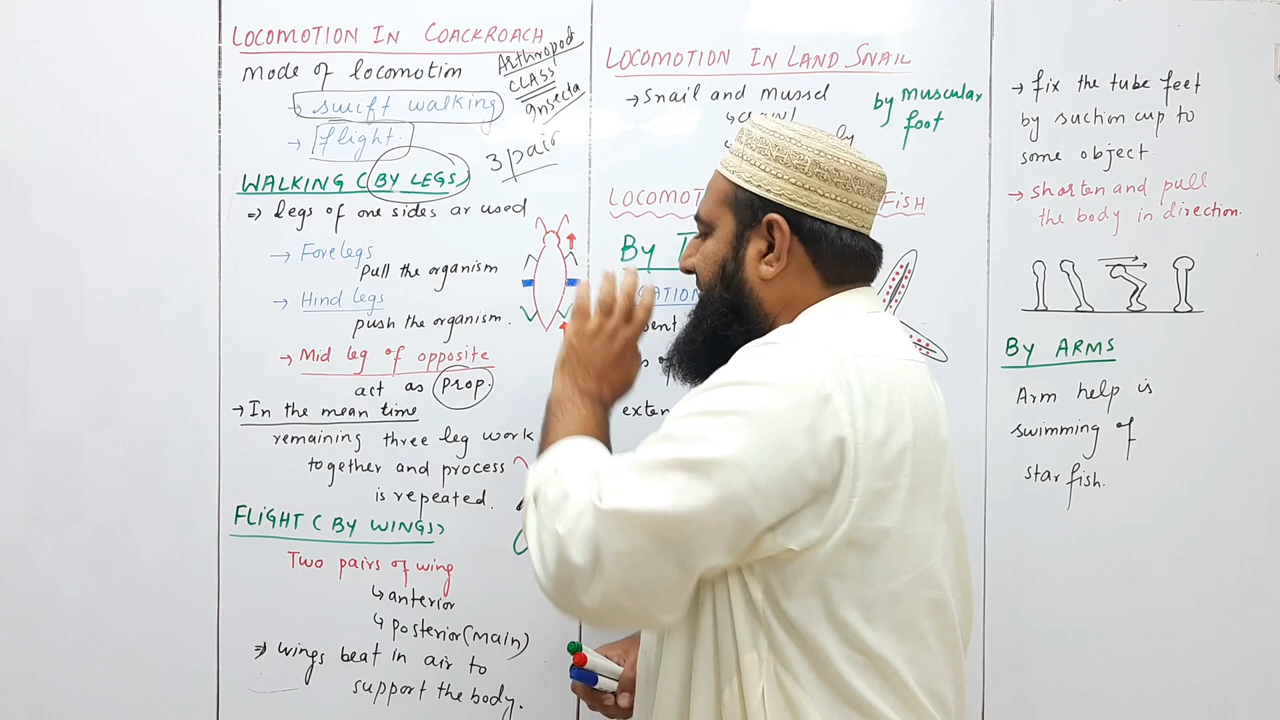 LOCOMOTION IN COACKROACH
mode of locomotion
→ swift walking
→ flight.
Arthropod
CLASS
insecta
3 pair
WALKING (BY LEGS)
⇒ legs of one sides ar used
→ Forelegs
pull the organism
→ Hind legs
push the organism.
→ Mid leg of opposite
act as prop.
→ In the mean time
remaining three leg work
together and process
is repeated.
FLIGHT (BY WINGS)
Two pairs of wing
↳ anterior
↳ posterior (main)
⇒ wings beat in air to
support the body.
LOCOMOTION IN LAND SNAIL
→ Snail and mussel
by muscular
foot
FISH
By
exten
→ fix the tube feet
by suction cup to
some object.
→ shorten and pull
the body in direction.
BY ARMS
Arm help is
swimming of
star fish.